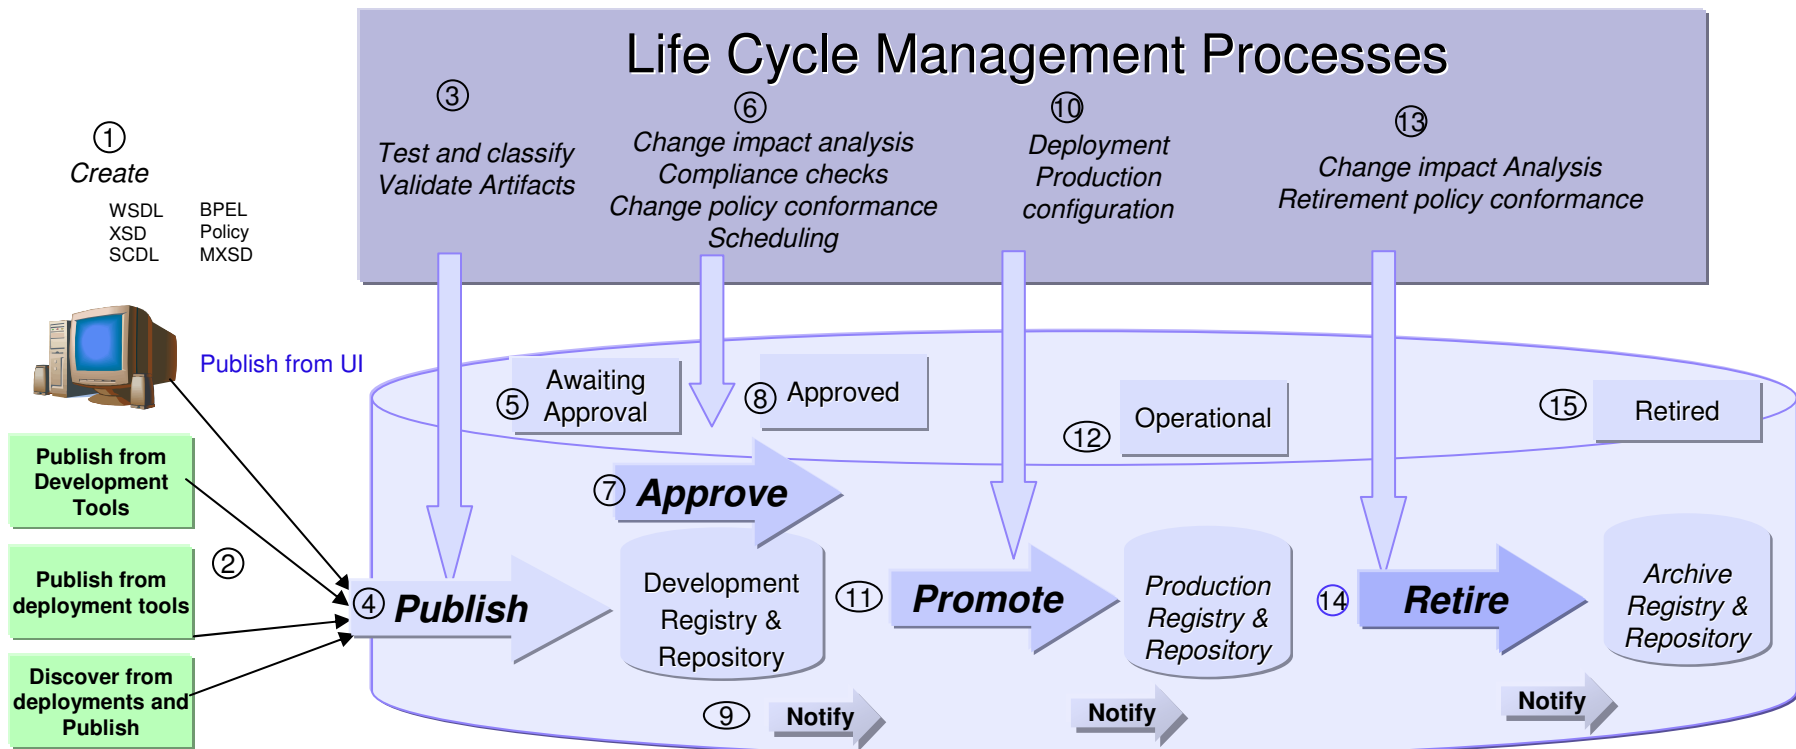 Life Cycle Management Processes
3
6
10
13
1
Create
WSDL BPEL
XSD Policy
SCDL MXSD
Test and classify
Validate Artifacts
Change impact analysis
Compliance checks
Change policy conformance
Scheduling
Deployment
Production
configuration
Change impact Analysis
Retirement policy conformance
Publish from UI
5
Awaiting
Approval
8
Approved
12
Operational
15
Retired
Publish from
Development
Tools
2
Publish from
deployment tools
Discover from
deployments and
Publish
7
Approve
4
Publish
Development
Registry &
Repository
11
Promote
Production
Registry &
Repository
14
Retire
Archive
Registry &
Repository
9
Notify
Notify
Notify